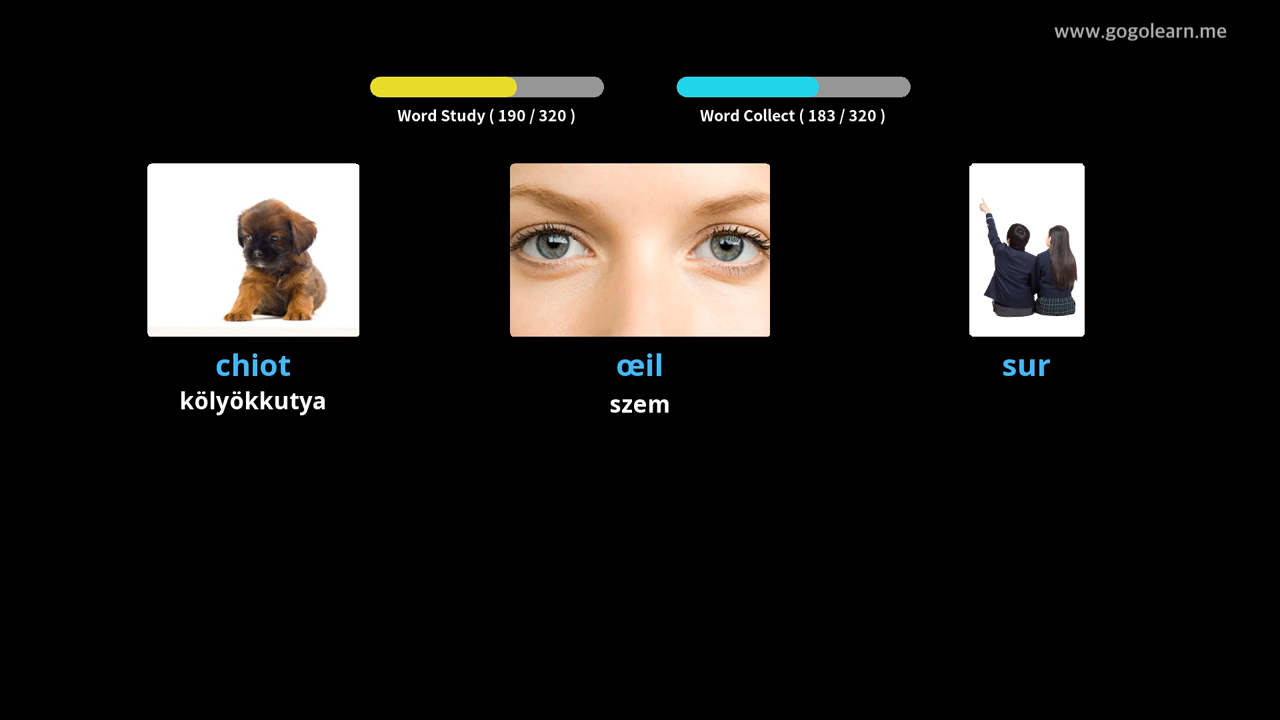 www.gogolearn.me
Word Study ( 190 / 320 )
Word Collect ( 183 / 320 )
chiot
kölyökkutya
œil
szem
sur